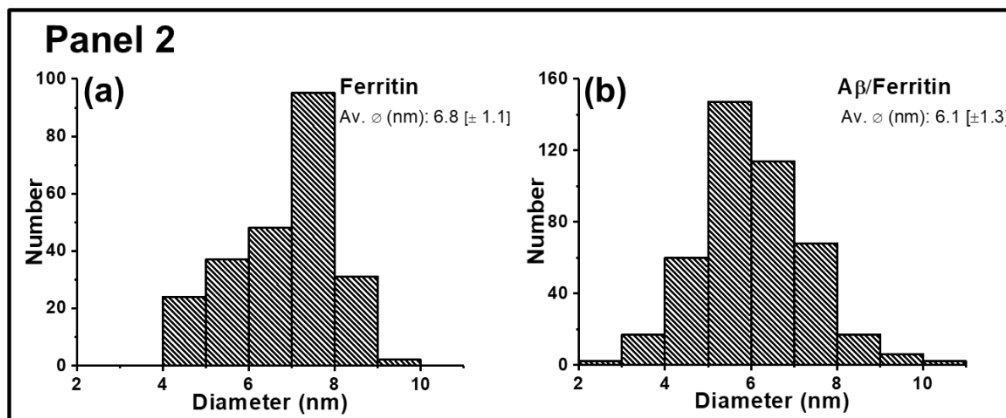 Panel 2
(a)
Ferritin
Av. ⌀ (nm): 6.8 [± 1.1]
100
80
60
40
20
0
Number
2
4
6
8
10
Diameter (nm)
(b)
Aβ/Ferritin
Av. ⌀ (nm): 6.1 [±1.3]
160
120
80
40
0
Number
2
4
6
8
10
Diameter (nm)